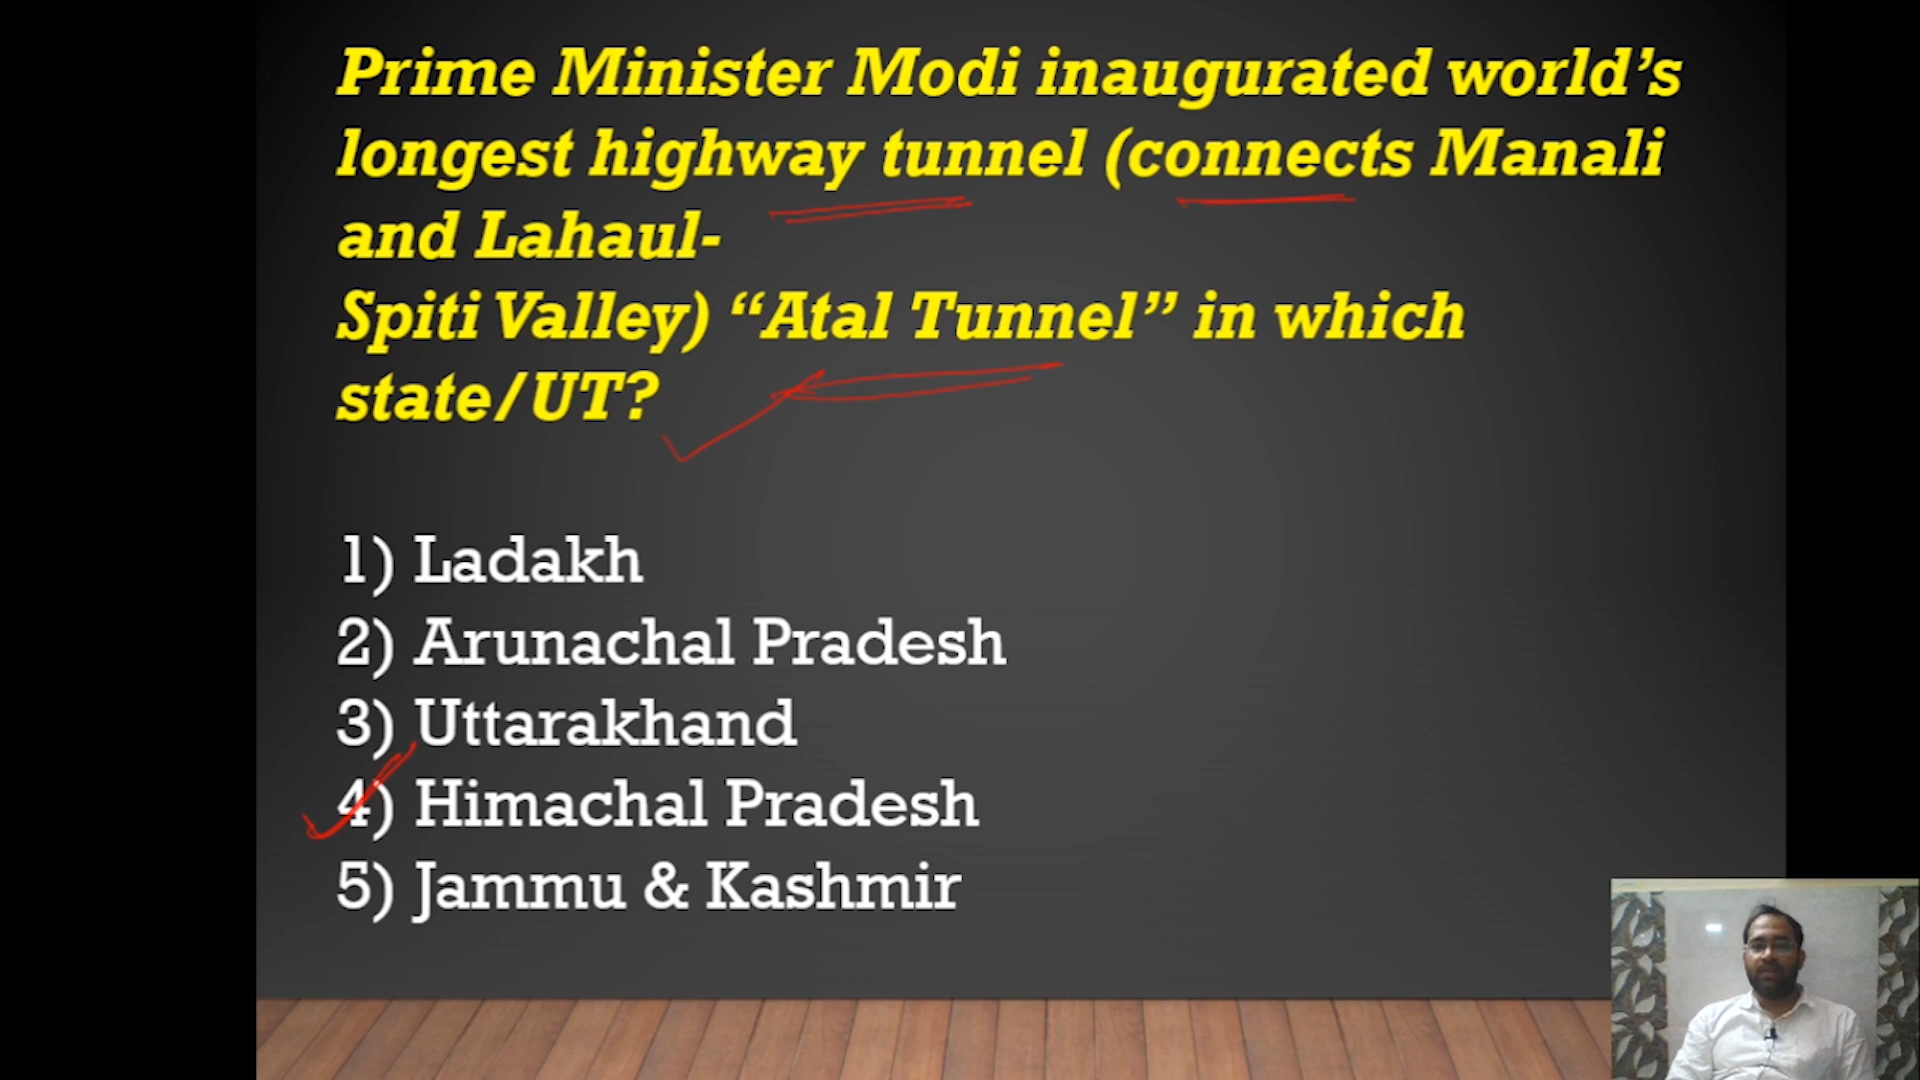 Prime Minister Modi inaugurated world’s
longest highway tunnel (connects Manali
and Lahaul-
Spiti Valley) “Atal Tunnel” in which
state/UT?
1) Ladakh
2) Arunachal Pradesh
3) Uttarakhand
4) Himachal Pradesh
5) Jammu & Kashmir